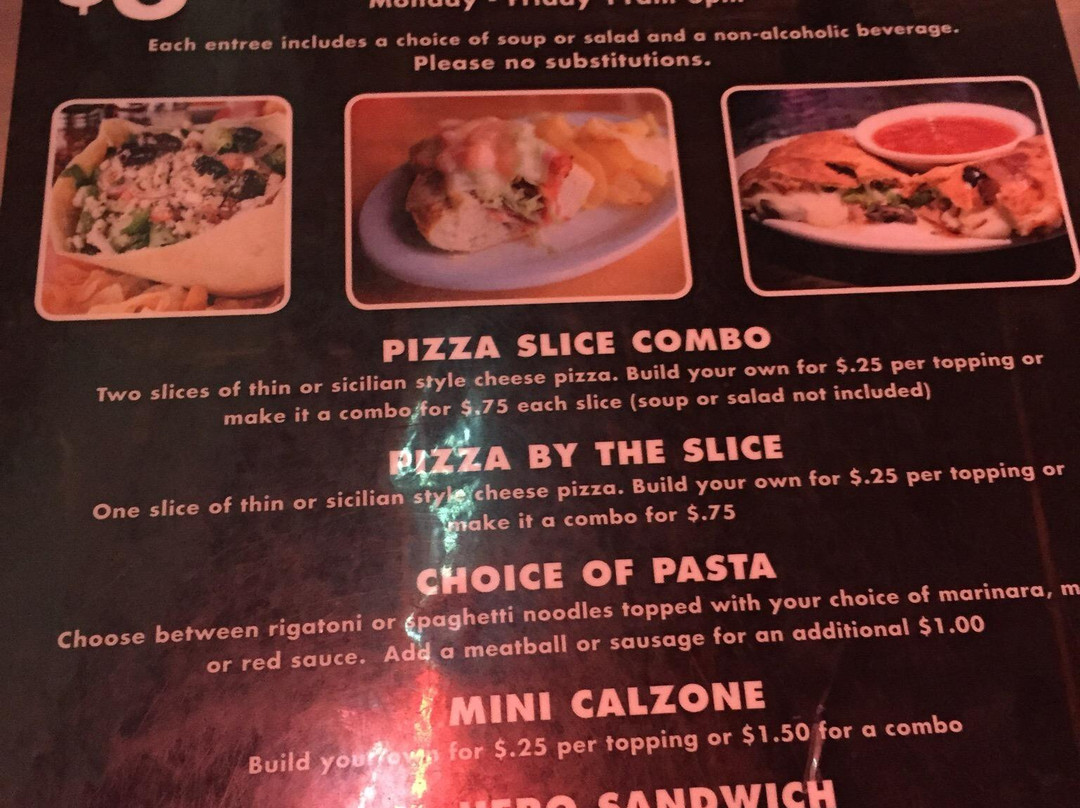 Monday - Friday
Each entree includes a choice of soup or salad and a non-alcoholic beverage.
Please no substitutions.
PIZZA SLICE COMBO
Two slices of thin or sicilian style cheese pizza. Build your own for $.25 per topping or
make it a combo for $.75 each slice (soup or salad not included)
PIZZA BY THE SLICE
One slice of thin or sicilian style cheese pizza. Build your own for $.25 per topping or
make it a combo for $.75
CHOICE OF PASTA
Choose between rigatoni or spaghetti noodles topped with your choice of marinara, m
or red sauce. Add a meatball or sausage for an additional $1.00
MINI CALZONE
Build your own for $.25 per topping or $1.50 for a combo
HERO SANDWICH